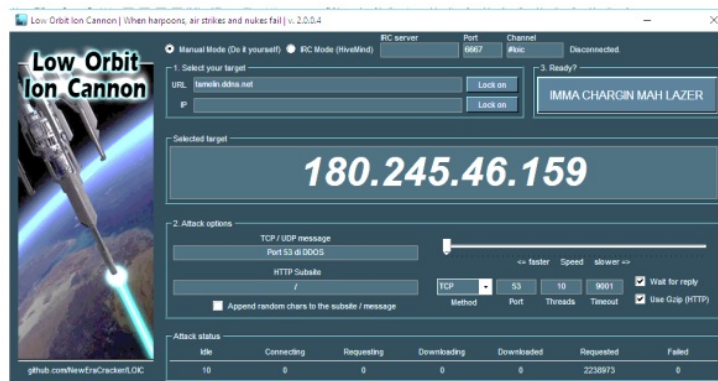 Low Orbit Ion Cannon | When harpoons, air strikes and nukes fail | v. 2.0.0.4
Low Orbit
Ion Cannon
Manual Mode (Do it yourself) IRC Mode (HiveMind)
IRC server Port Channel
6667 #loic Disconnected.
1. Select your target
URL tamelin.ddns.net Lock on
IP Lock on
3. Ready?
IMMA CHARGIN MAH LAZER
Selected target
180.245.46.159
2. Attack options
TCP / UDP message
Port 53 di DDOS
HTTP Subsite
/
Append random chars to the subsite / message
<= faster Speed slower =>
TCP 53 10 9001 Wait for reply
Method Port Threads Timeout Use Gzip (HTTP)
Attack status
Idle Connecting Requesting Downloading Downloaded Requested Failed
10 0 0 0 0 2238973 0
github.com/NewEraCracker/LOIC